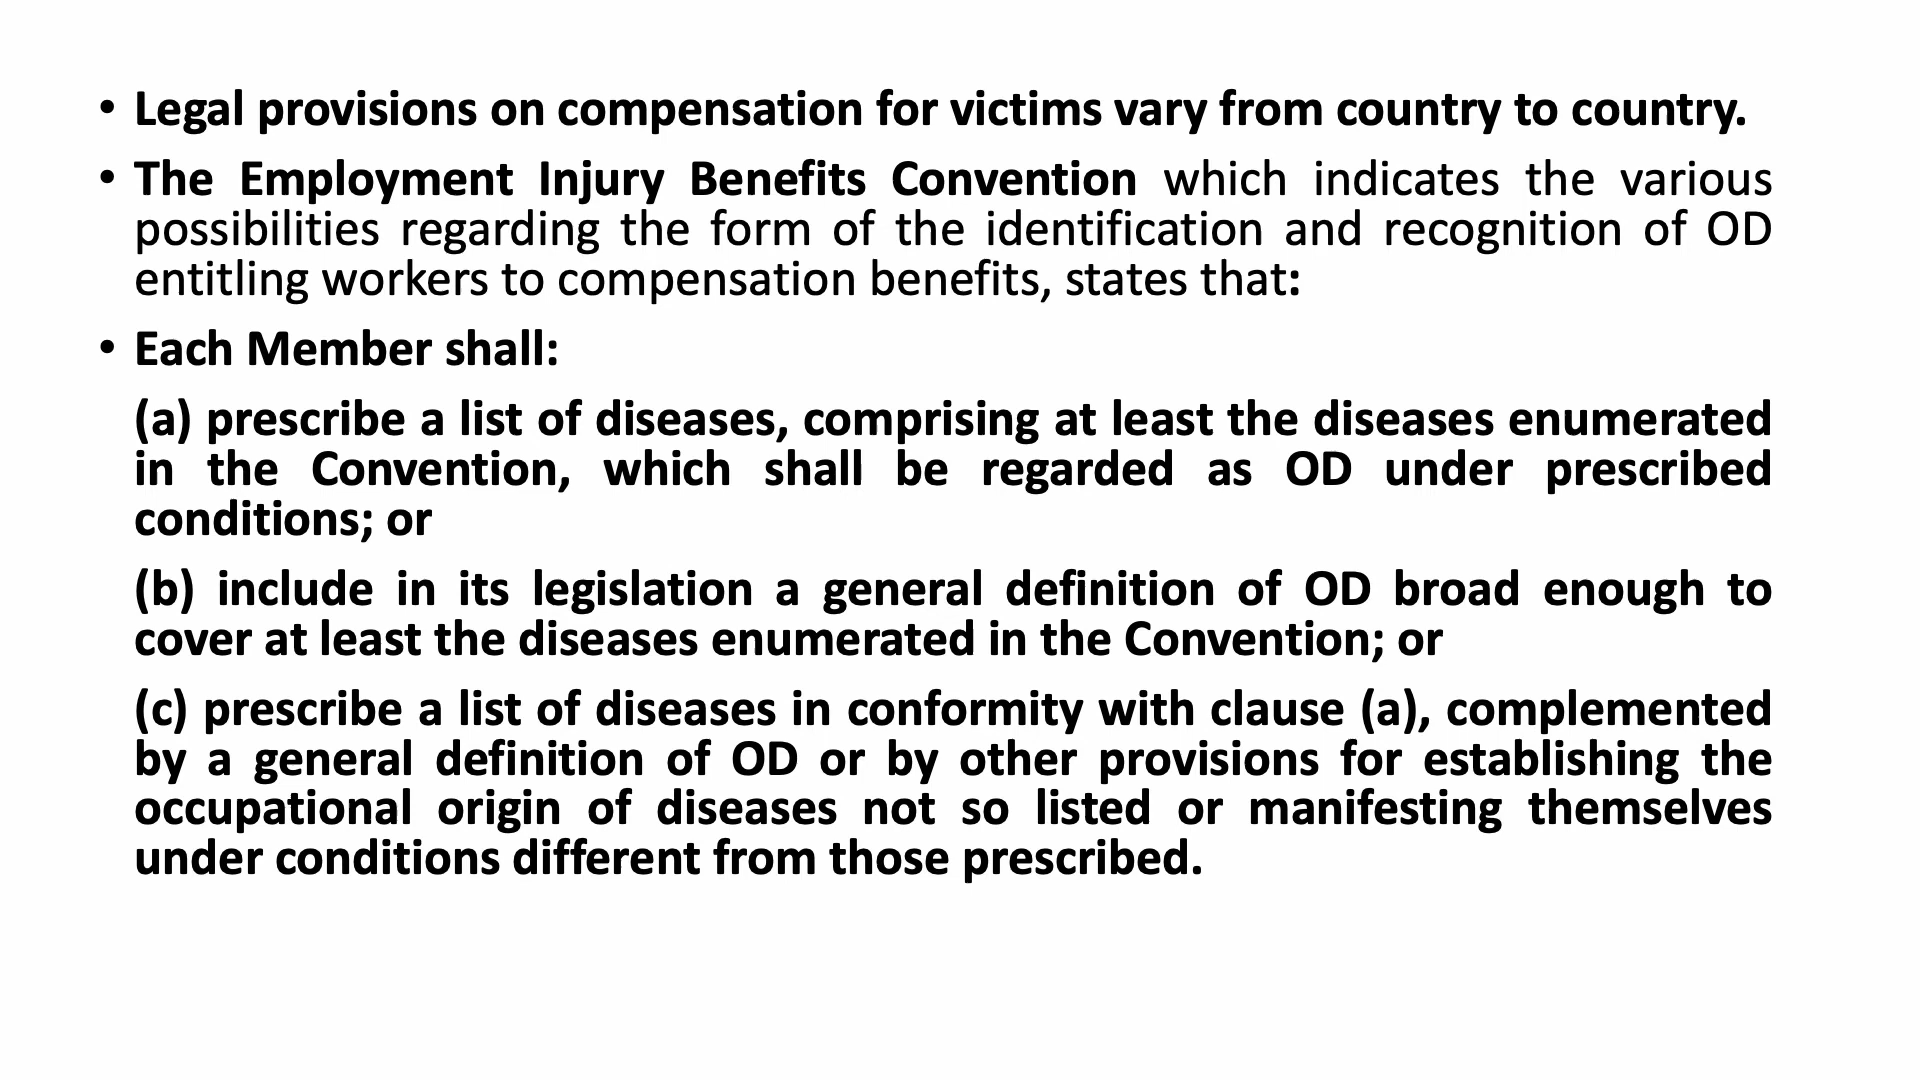 • Legal provisions on compensation for victims vary from country to country.
• The Employment Injury Benefits Convention which indicates the various
possibilities regarding the form of the identification and recognition of OD
entitling workers to compensation benefits, states that:
• Each Member shall:
(a) prescribe a list of diseases, comprising at least the diseases enumerated
in the Convention, which shall be regarded as OD under prescribed
conditions; or
(b) include in its legislation a general definition of OD broad enough to
cover at least the diseases enumerated in the Convention; or
(c) prescribe a list of diseases in conformity with clause (a), complemented
by a general definition of OD or by other provisions for establishing the
occupational origin of diseases not so listed or manifesting themselves
under conditions different from those prescribed.